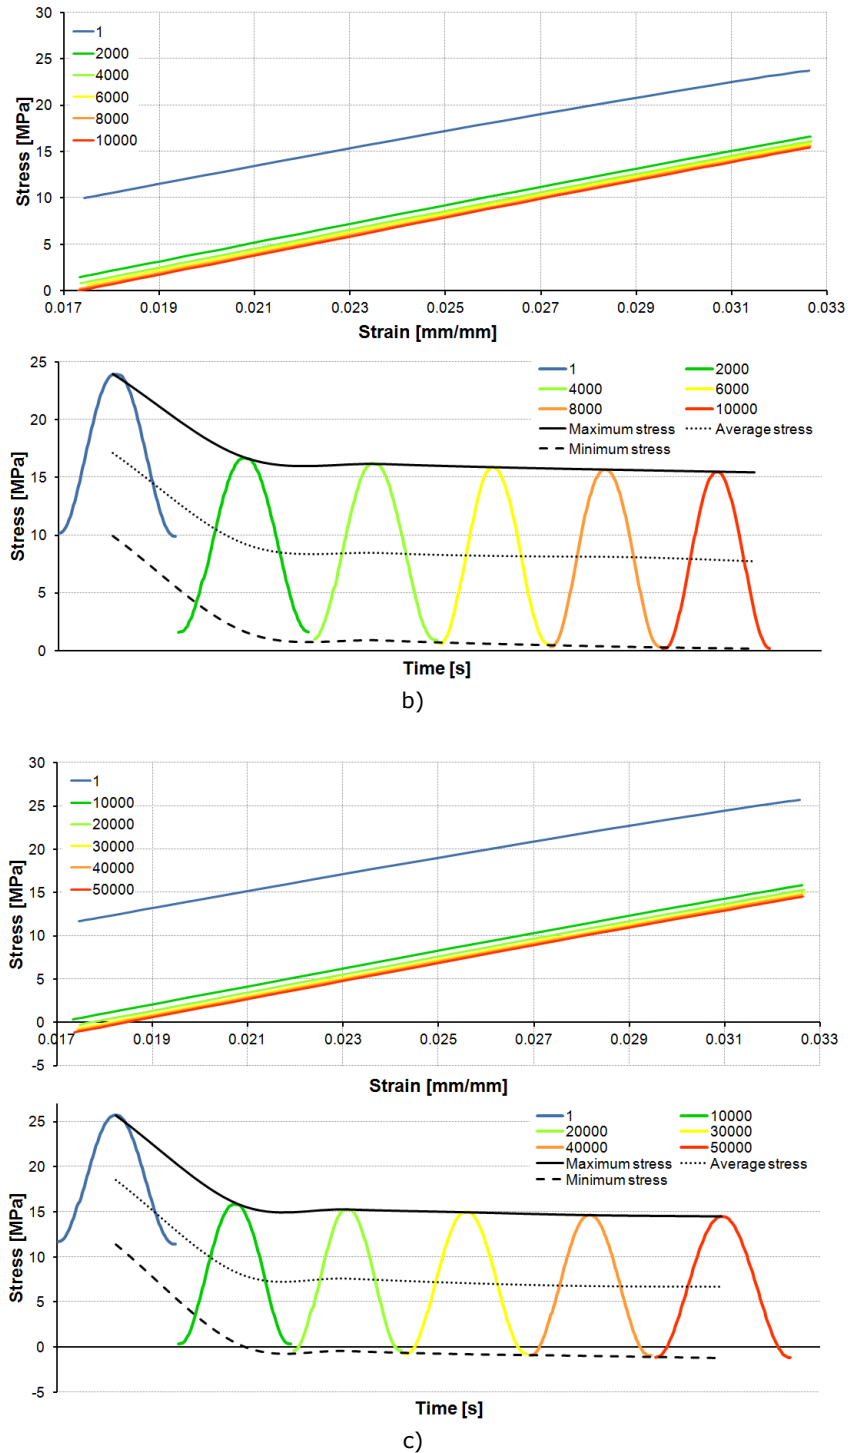 30
25
20
15
10
5
0
Stress [MPa]
1
2000
4000
6000
8000
10000
0.017 0.019 0.021 0.023 0.025 0.027 0.029 0.031 0.033
Strain [mm/mm]
25
20
15
10
5
0
Stress [MPa]
1 2000
4000 6000
8000 10000
Maximum stress Average stress
Minimum stress
Time [s]
b)
30
25
20
15
10
5
0
-5
Stress [MPa]
1
10000
20000
30000
40000
50000
0.017 0.019 0.021 0.023 0.025 0.027 0.029 0.031 0.033
Strain [mm/mm]
25
20
15
10
5
0
-5
Stress [MPa]
1 10000
20000 30000
40000 50000
Maximum stress Average stress
Minimum stress
Time [s]
c)